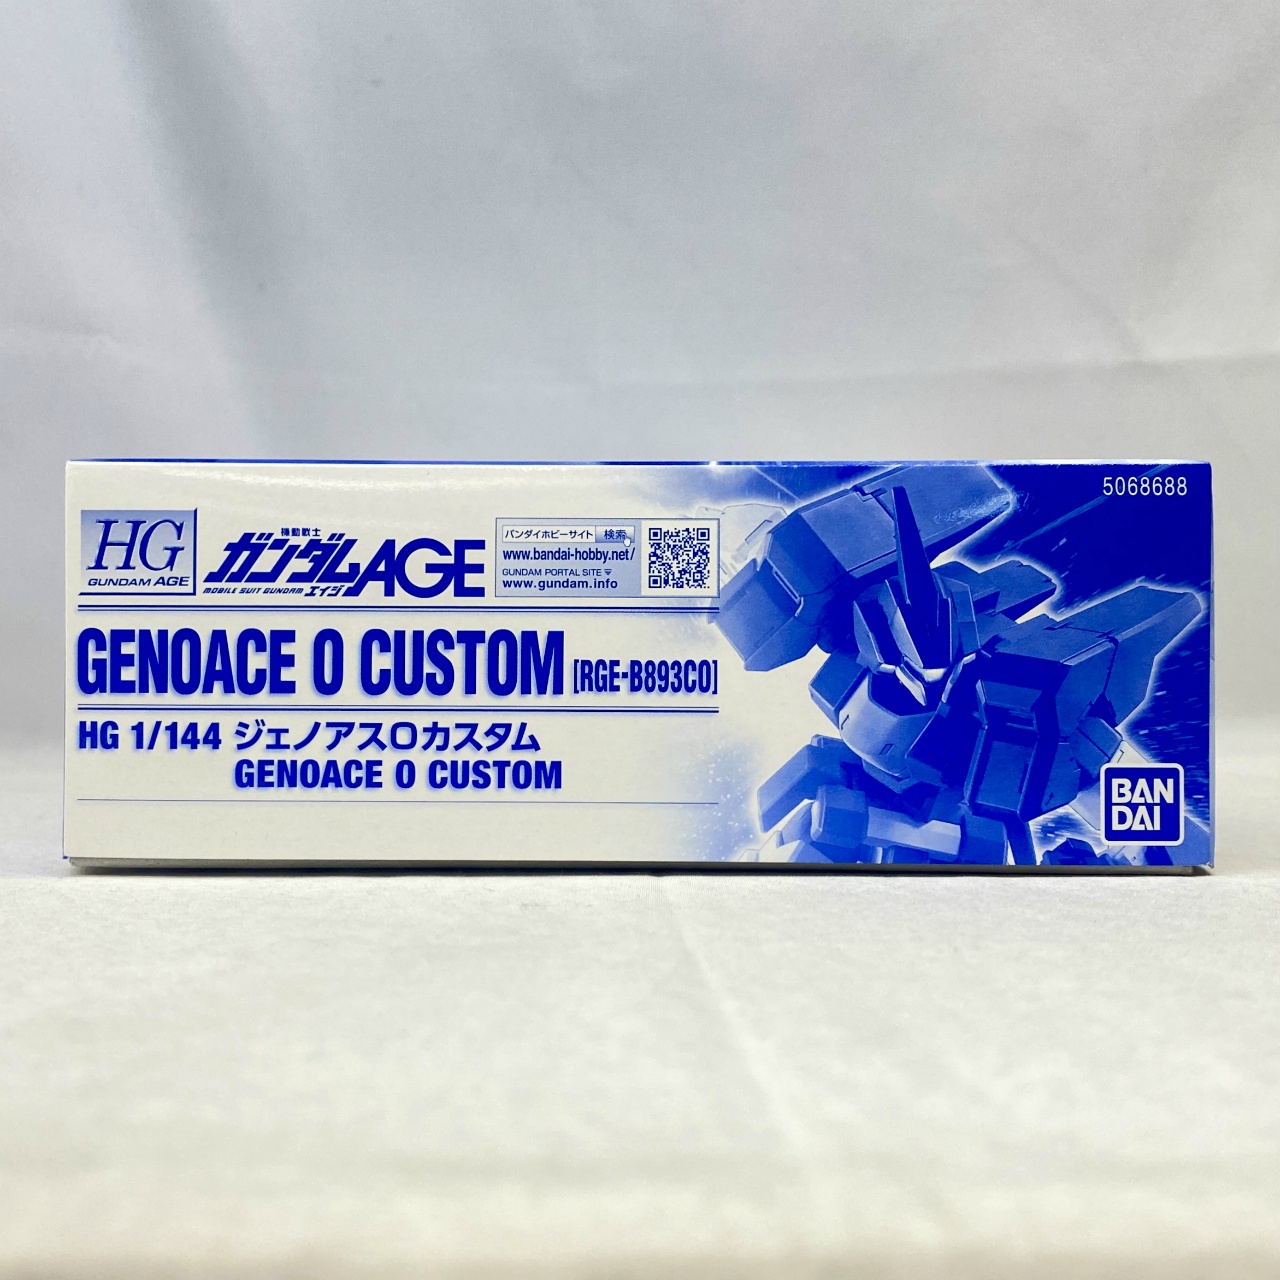 5068688
HG
GUNDAM AGE
機動戦士
ガンダムAGE
MOBILE SUIT GUNDAM エイジ
バンダイホビーサイト 検索
www.bandai-hobby.net/
GUNDAM PORTAL SITE
www.gundam.info
GENOACE O CUSTOM [RGE-B893CO]
HG 1/144 ジェノアスOカスタム
GENOACE O CUSTOM
BAN
DAI